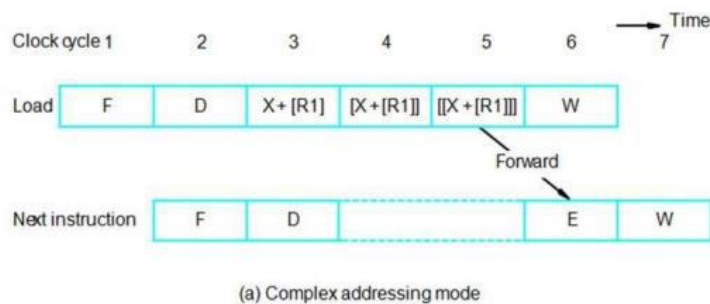 Time
Clock cycle 1 2 3 4 5 6 7
Load F D X + [R1] [X + [R1]] [[X + [R1]]] W
Forward
Next instruction F D E W
(a) Complex addressing mode